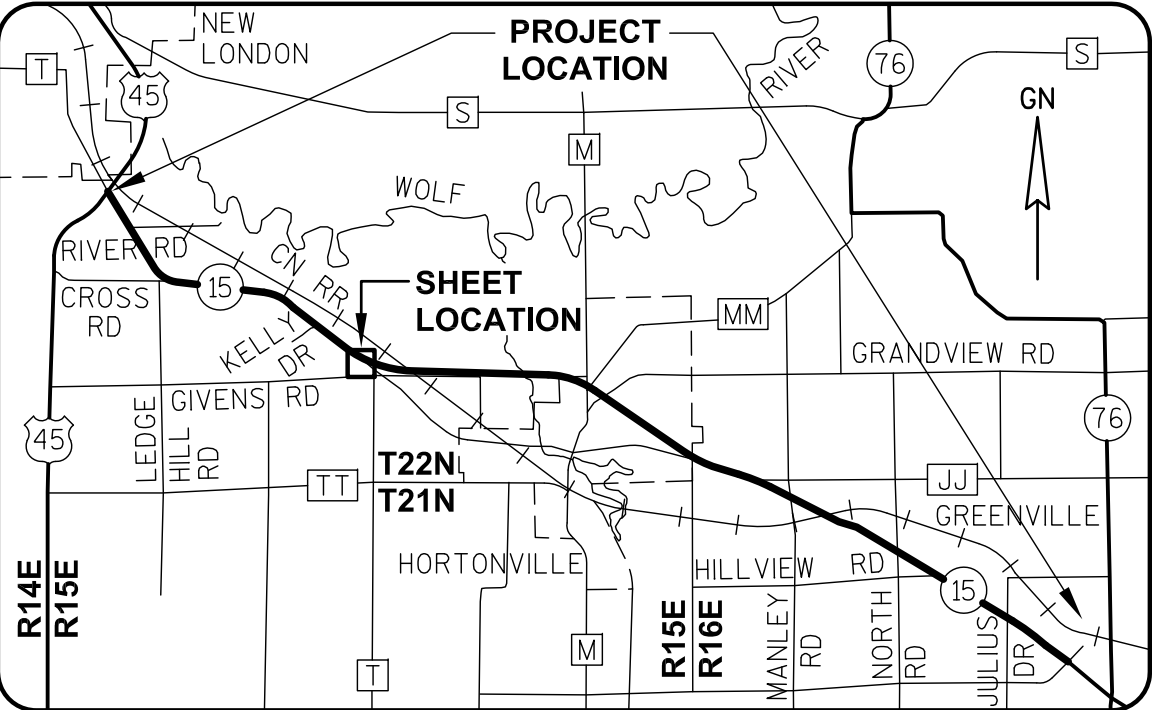 NEW
LONDON
PROJECT
LOCATION
T
45
S
76
S
RIVER
GN
M
WOLF
RIVER RD
CN RR
15
SHEET
LOCATION
CROSS
RD
MM
KELLY
DR
GRANDVIEW RD
GIVENS RD
45
LEDGE
HILL
RD
76
T22N
TT
T21N
JJ
GREENVILLE
HORTONVILLE
HILLVIEW RD
R14E
R15E
15
R15E
R16E
MANLEY
RD
NORTH
RD
JULIUS
DR
M
T